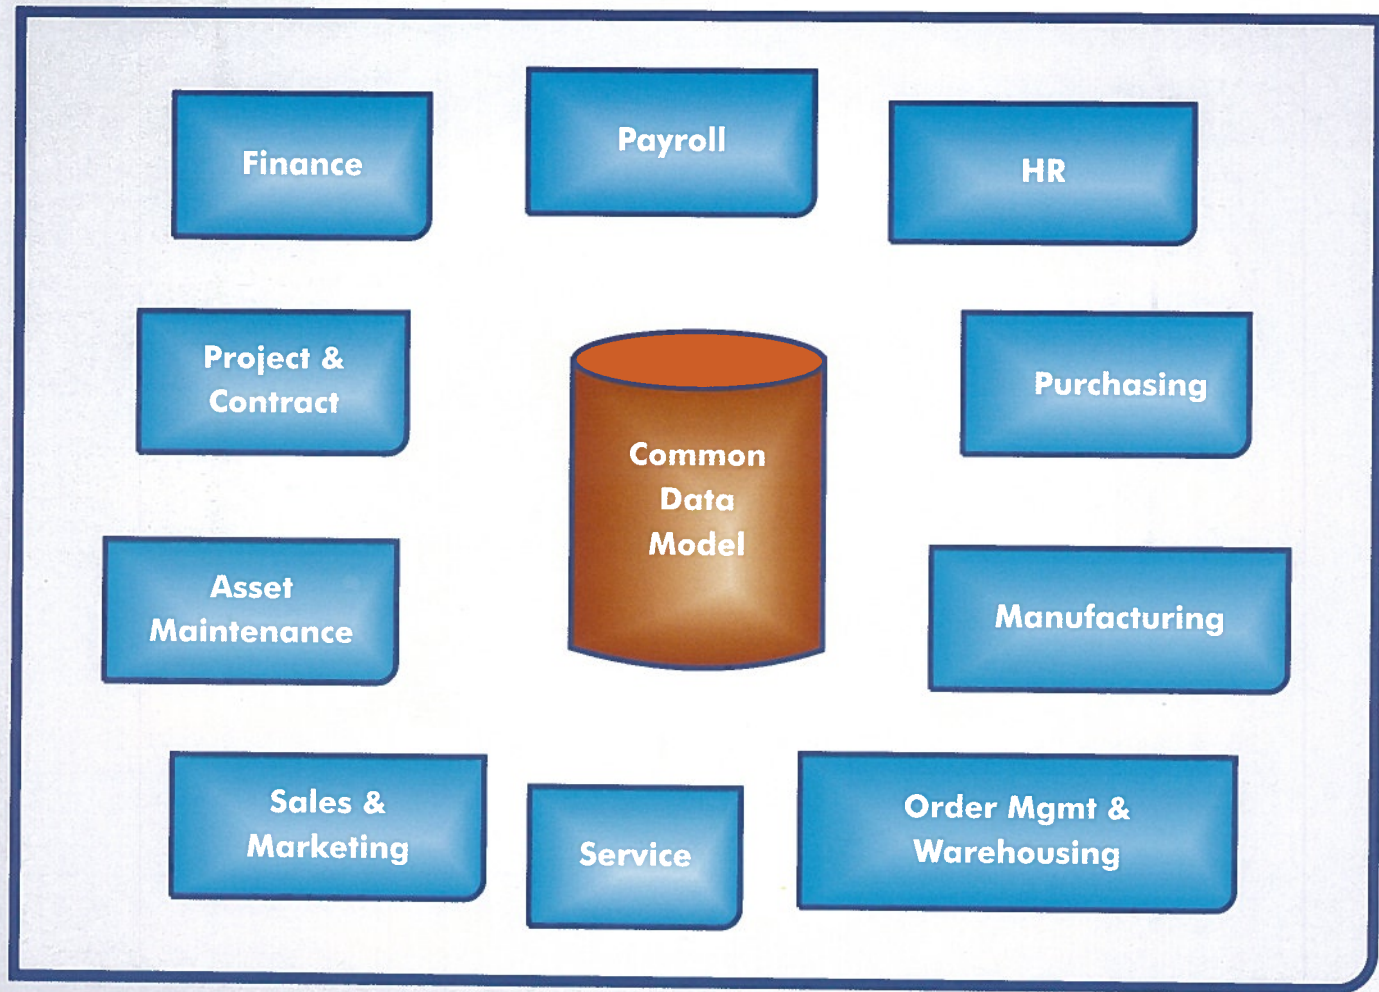 Finance
Payroll
HR
Project &
Contract
Common
Data
Model
Purchasing
Asset
Maintenance
Manufacturing
Sales &
Marketing
Service
Order Mgmt &
Warehousing